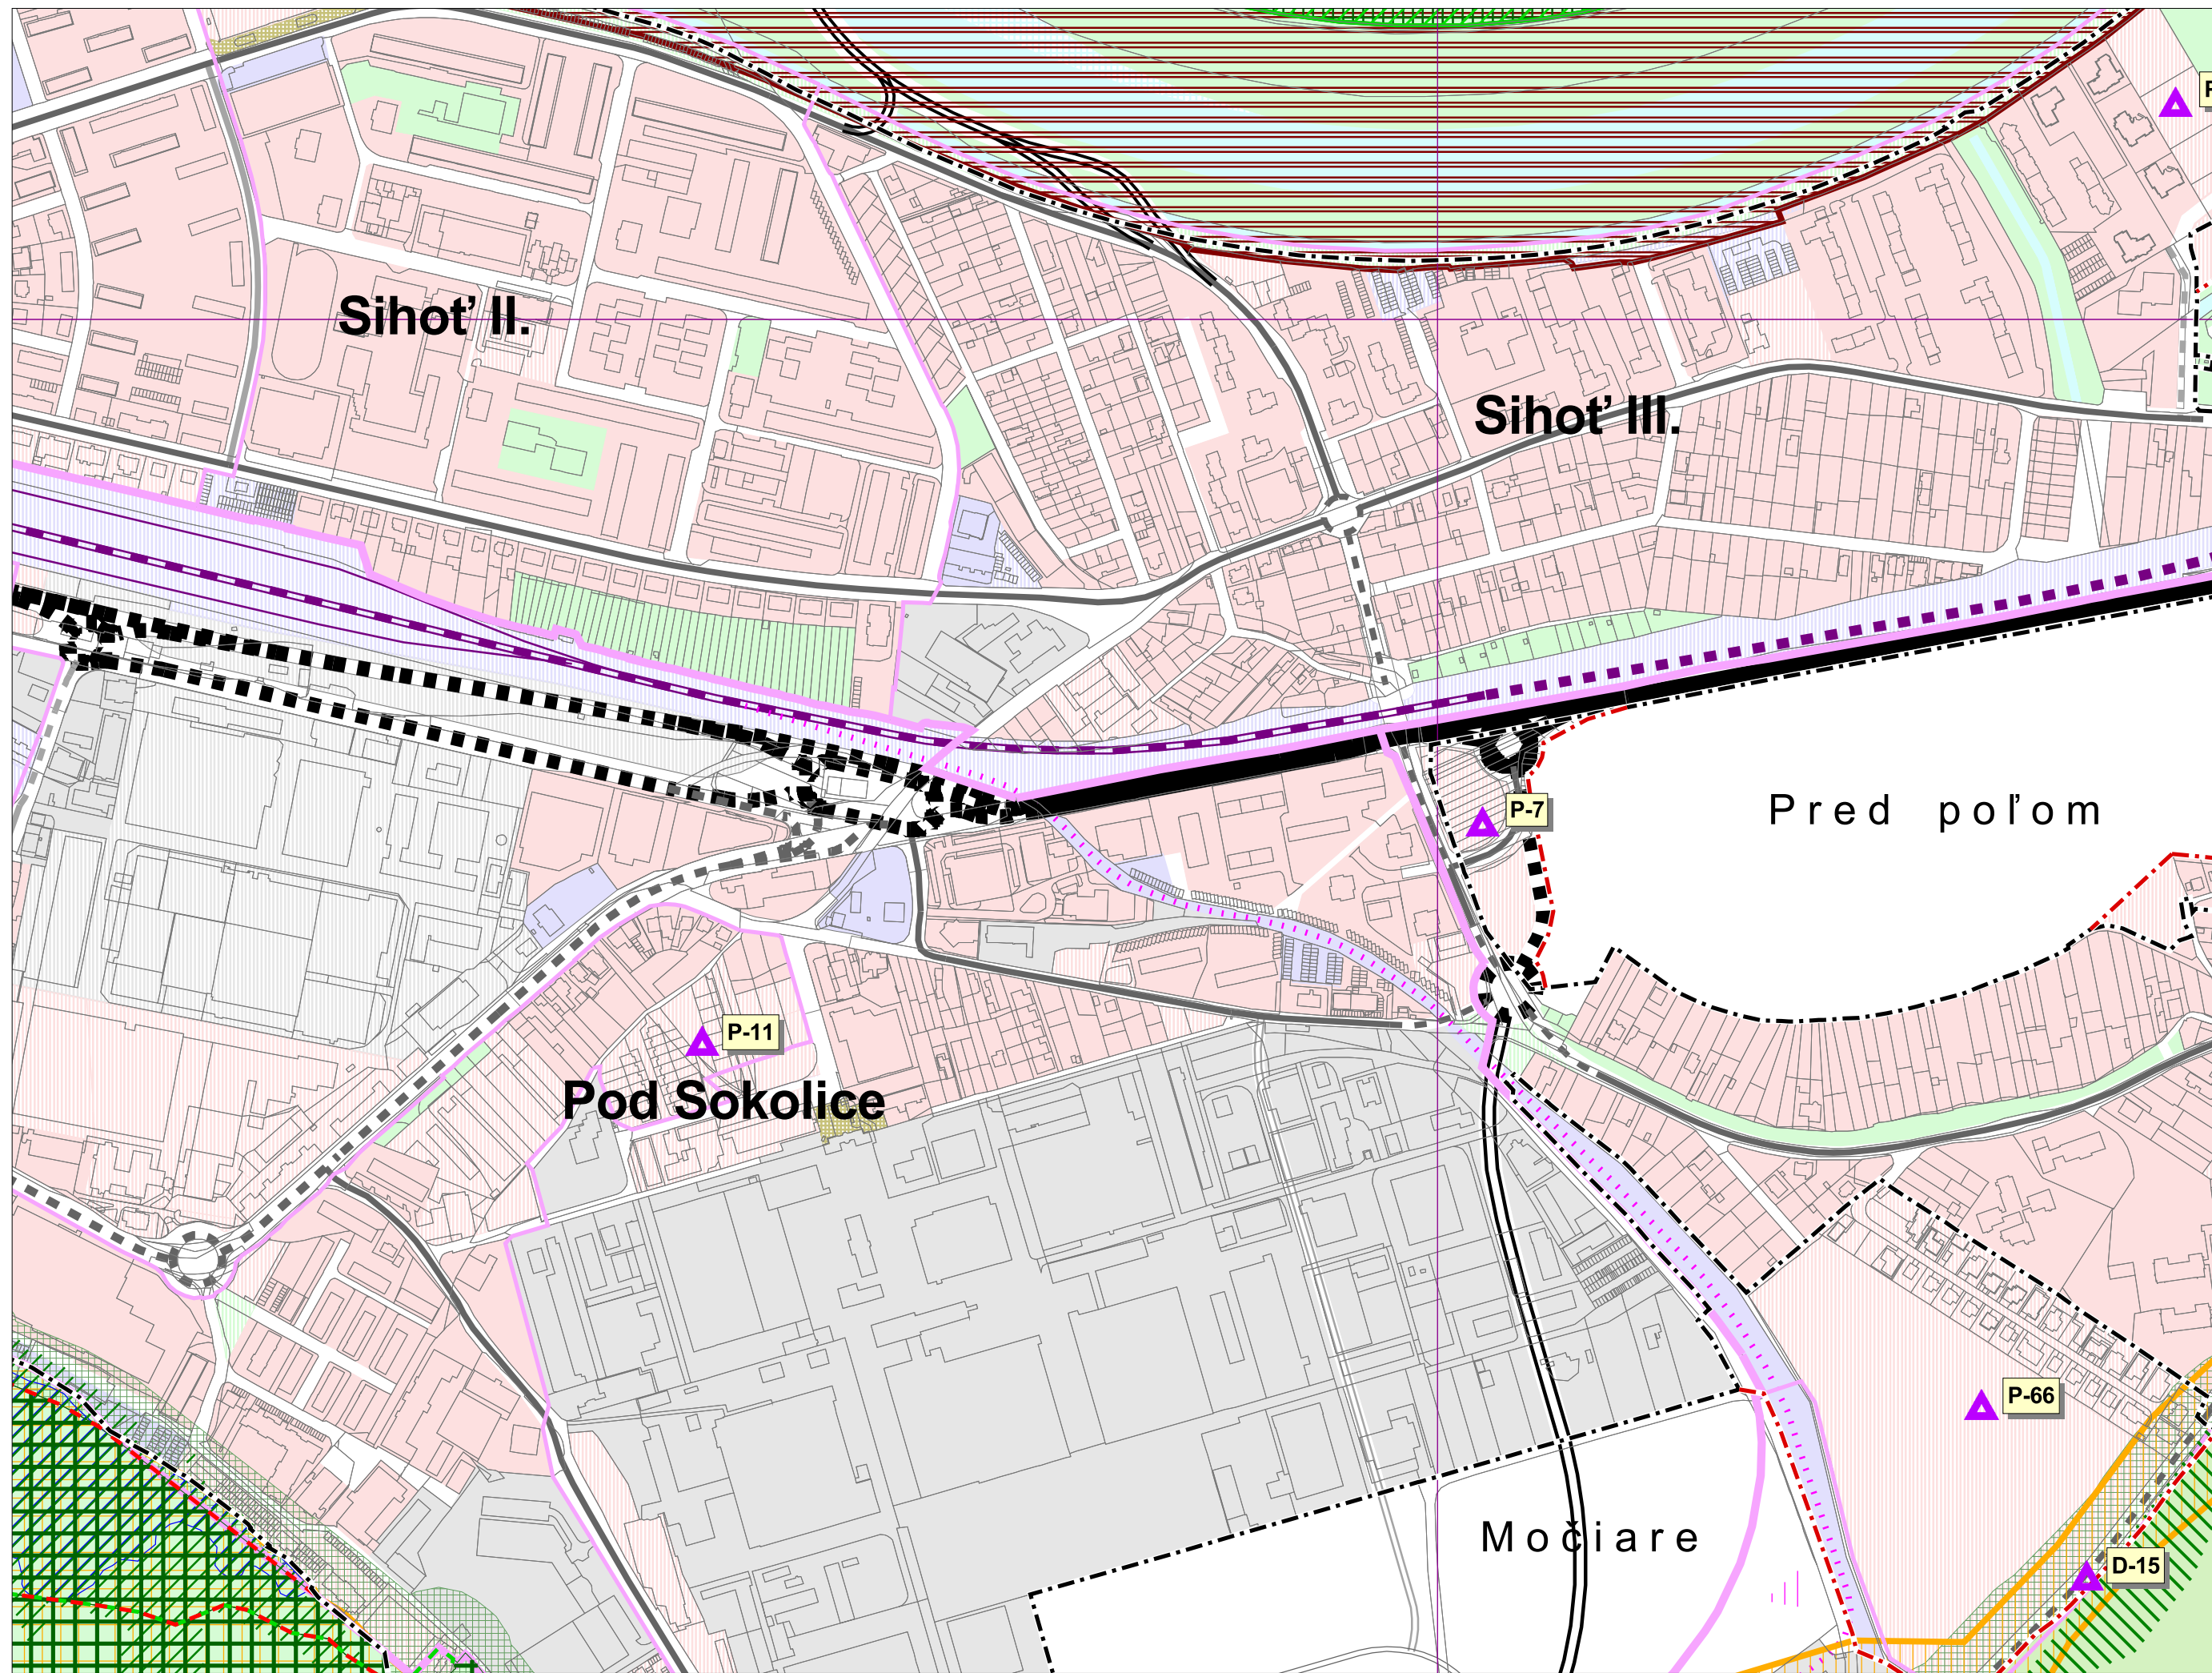 P
Sihoť II.
Sihoť III.
P-7
Pred poľom
P-11
Pod Sokolice
P-66
Močiare
D-15